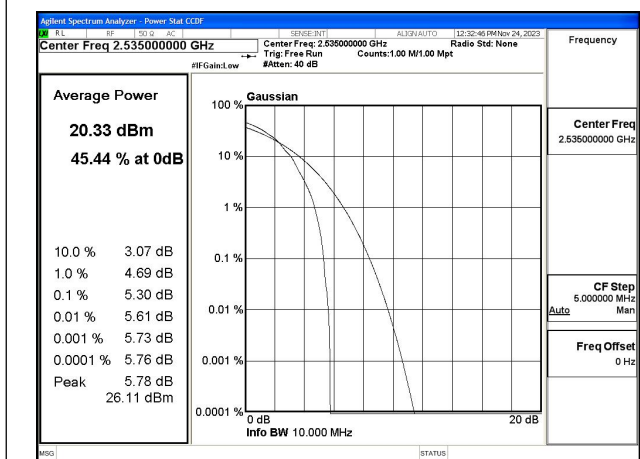 Agilent Spectrum Analyzer - Power Stat CCDF
LXI RL RF 50 Ω AC SENSE:INT ALIGN AUTO 12:32:46 PM Nov 24, 2023
Center Freq 2.535000000 GHz
Center Freq: 2.535000000 GHz Radio Std: None
Trig: Free Run Counts:1.00 M/1.00 Mpt
#IFGain:Low #Atten: 40 dB
Frequency
Average Power
20.33 dBm
45.44 % at 0dB
10.0 % 3.07 dB
1.0 % 4.69 dB
0.1 % 5.30 dB
0.01 % 5.61 dB
0.001 % 5.73 dB
0.0001 % 5.76 dB
Peak 5.78 dB
26.11 dBm
Gaussian
100 %
10 %
1 %
0.1 %
0.01 %
0.001 %
0.0001 %
0 dB 20 dB
Info BW 10.000 MHz
Center Freq
2.535000000 GHz
CF Step
5.000000 MHz
Auto Man
Freq Offset
0 Hz
MSG STATUS